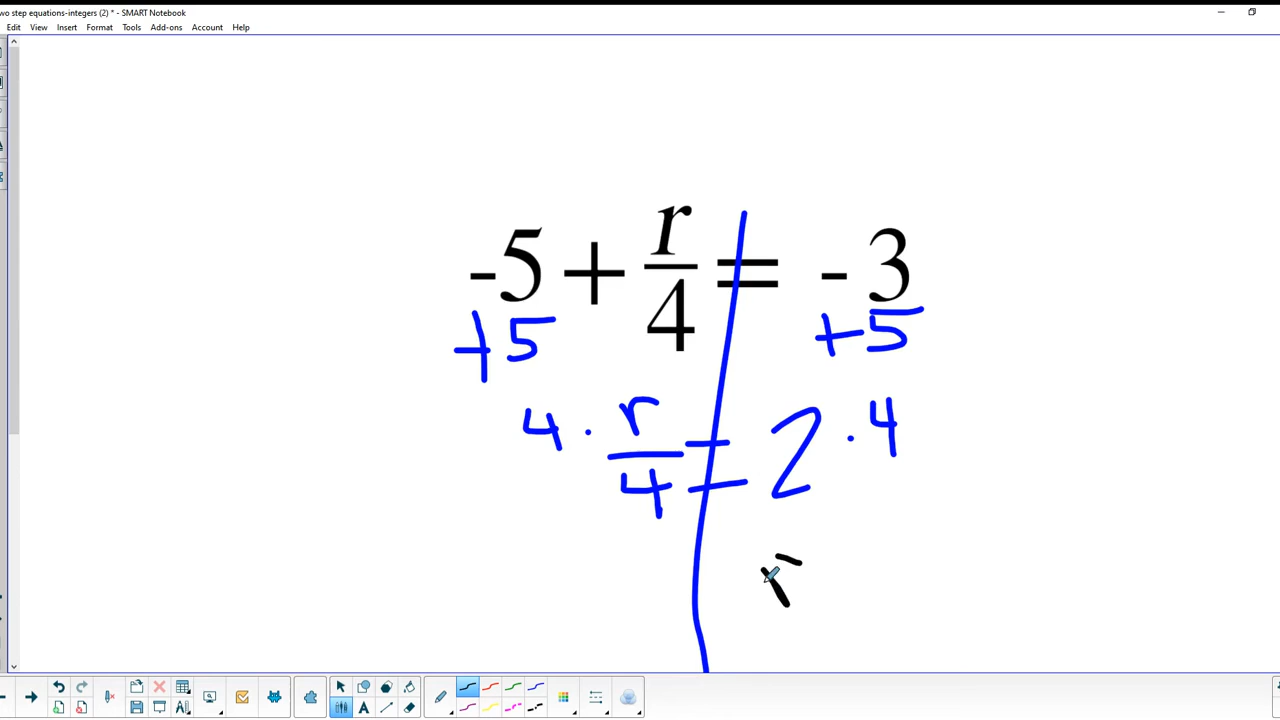 wo step equations-integers (2) * - SMART Notebook
Edit View Insert Format Tools Add-ons Account Help
-5 + r/4 = -3
+5 +5
4 · r/4 = 2 · 4
r